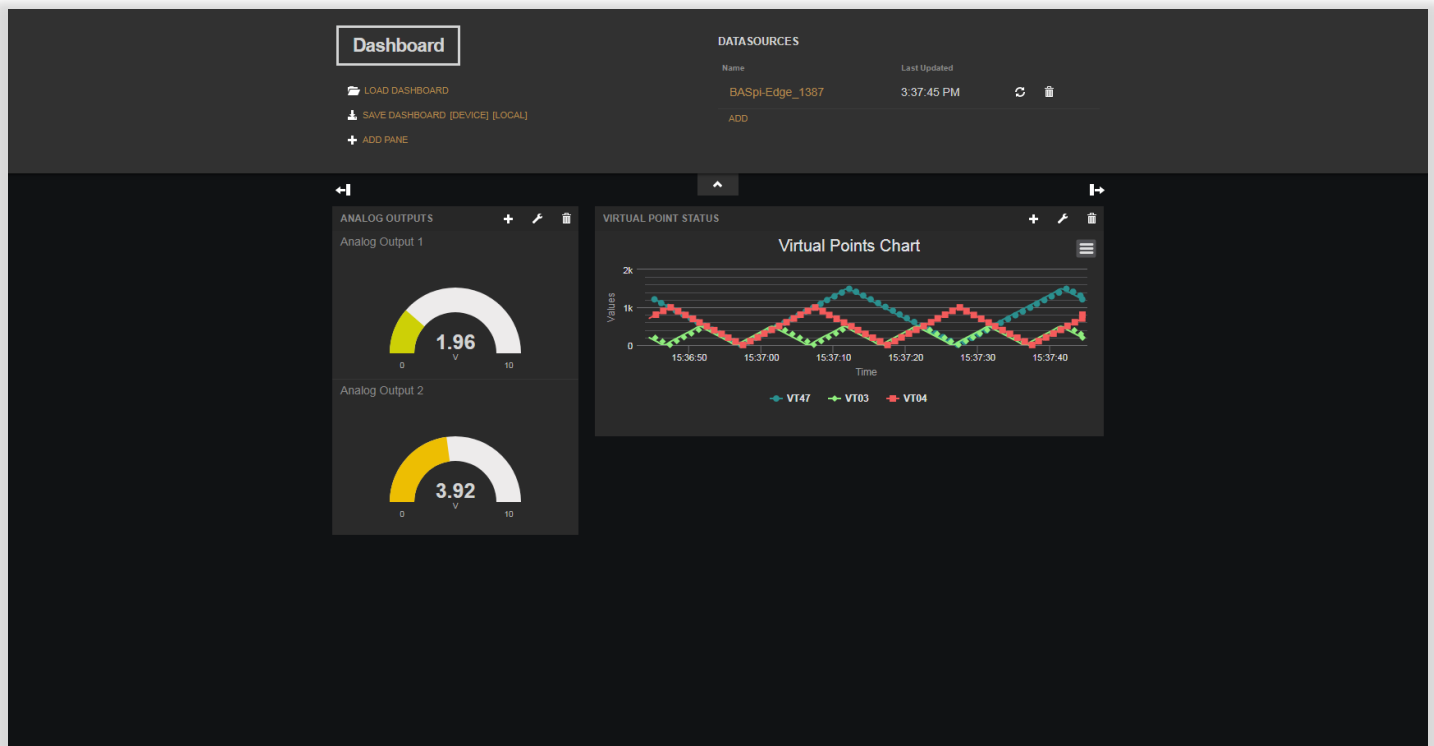 Dashboard
LOAD DASHBOARD
SAVE DASHBOARD [DEVICE] [LOCAL]
ADD PANE
DATASOURCES
Name Last Updated
BASpi-Edge_1387 3:37:45 PM
ADD
ANALOG OUTPUTS
Analog Output 1
1.96
V
0 10
Analog Output 2
3.92
V
0 10
VIRTUAL POINT STATUS
Virtual Points Chart
Values
2k
1k
0
15:36:50 15:37:00 15:37:10 15:37:20 15:37:30 15:37:40
Time
VT47 VT03 VT04